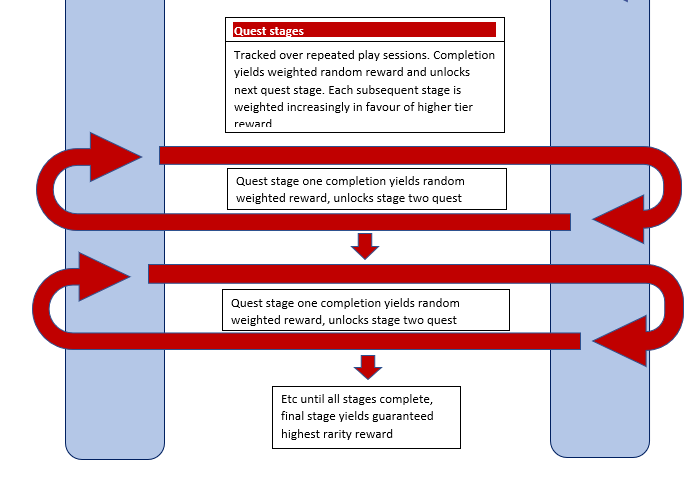 Quest stages
Tracked over repeated play sessions. Completion
yields weighted random reward and unlocks
next quest stage. Each subsequent stage is
weighted increasingly in favour of higher tier
reward
Quest stage one completion yields random
weighted reward, unlocks stage two quest
Quest stage one completion yields random
weighted reward, unlocks stage two quest
Etc until all stages complete,
final stage yields guaranteed
highest rarity reward